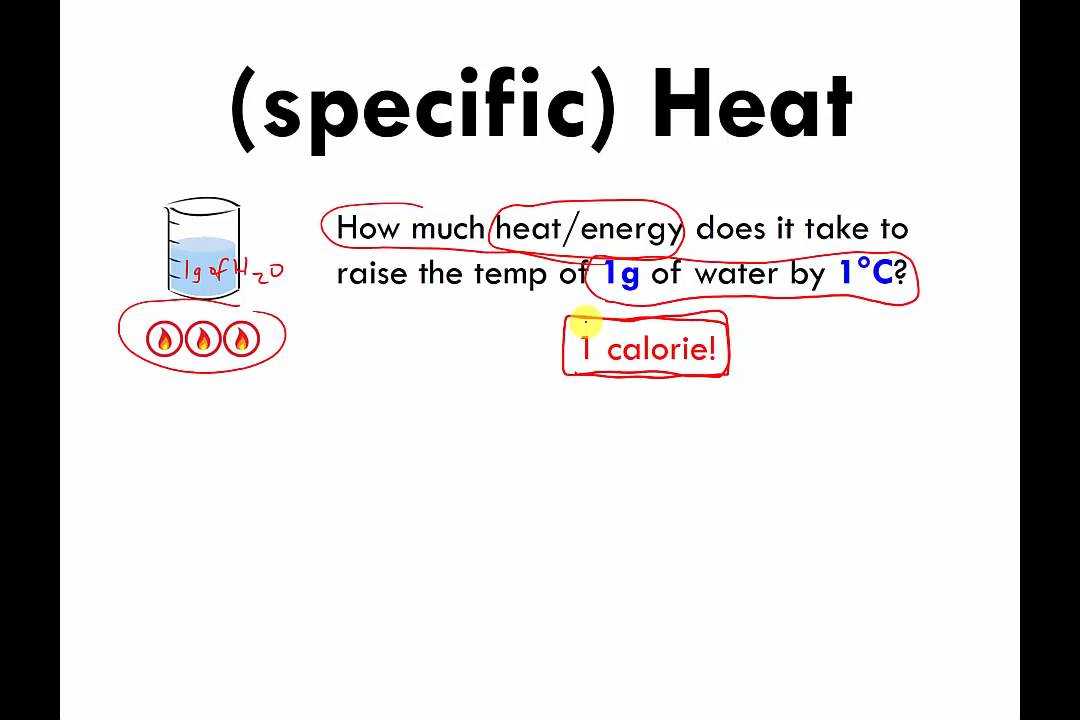 (specific) Heat
How much heat/energy does it take to
raise the temp of 1g of water by 1°C?
1g of H₂O
1 calorie!